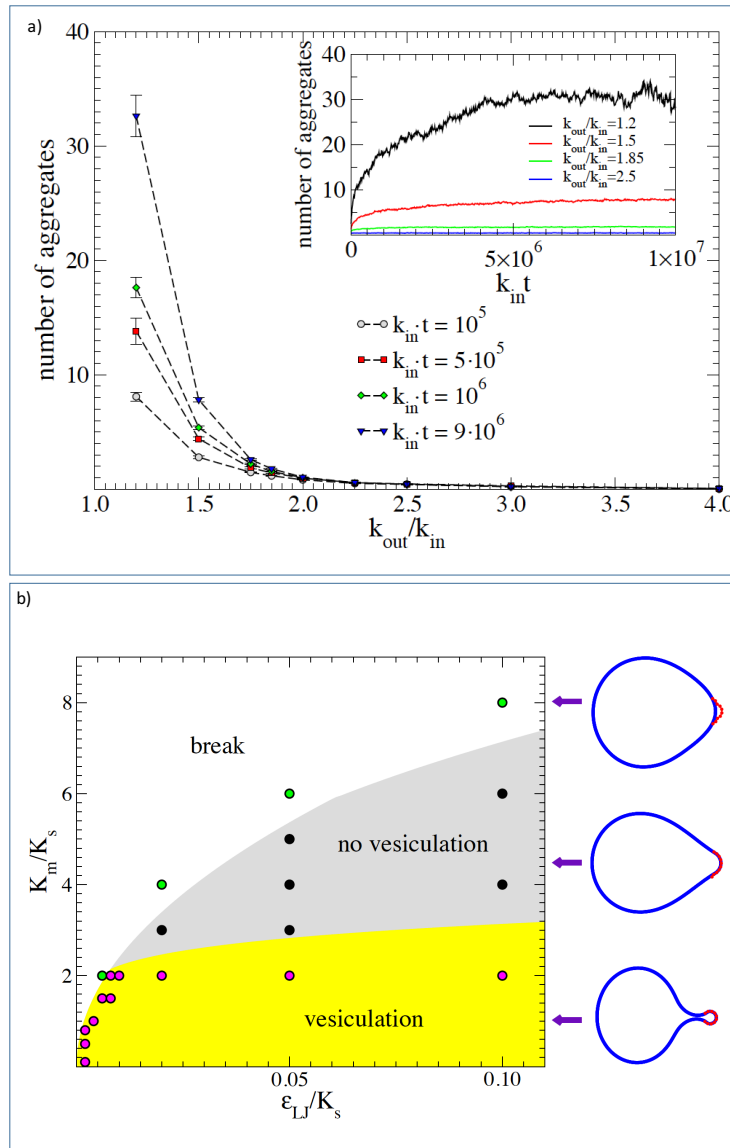 a)
40
30
20
10
number of aggregates
1.0 1.5 2.0 2.5 3.0 3.5 4.0
k_out/k_in
k_in·t = 10^5
k_in·t = 5·10^5
k_in·t = 10^6
k_in·t = 9·10^6
40
30
20
10
number of aggregates
0 5×10^6 1×10^7
k_in t
k_out/k_in=1.2
k_out/k_in=1.5
k_out/k_in=1.85
k_out/k_in=2.5
b)
8
6
4
2
K_m/K_s
break
no vesiculation
vesiculation
0.05 0.10
ε_LJ/K_s